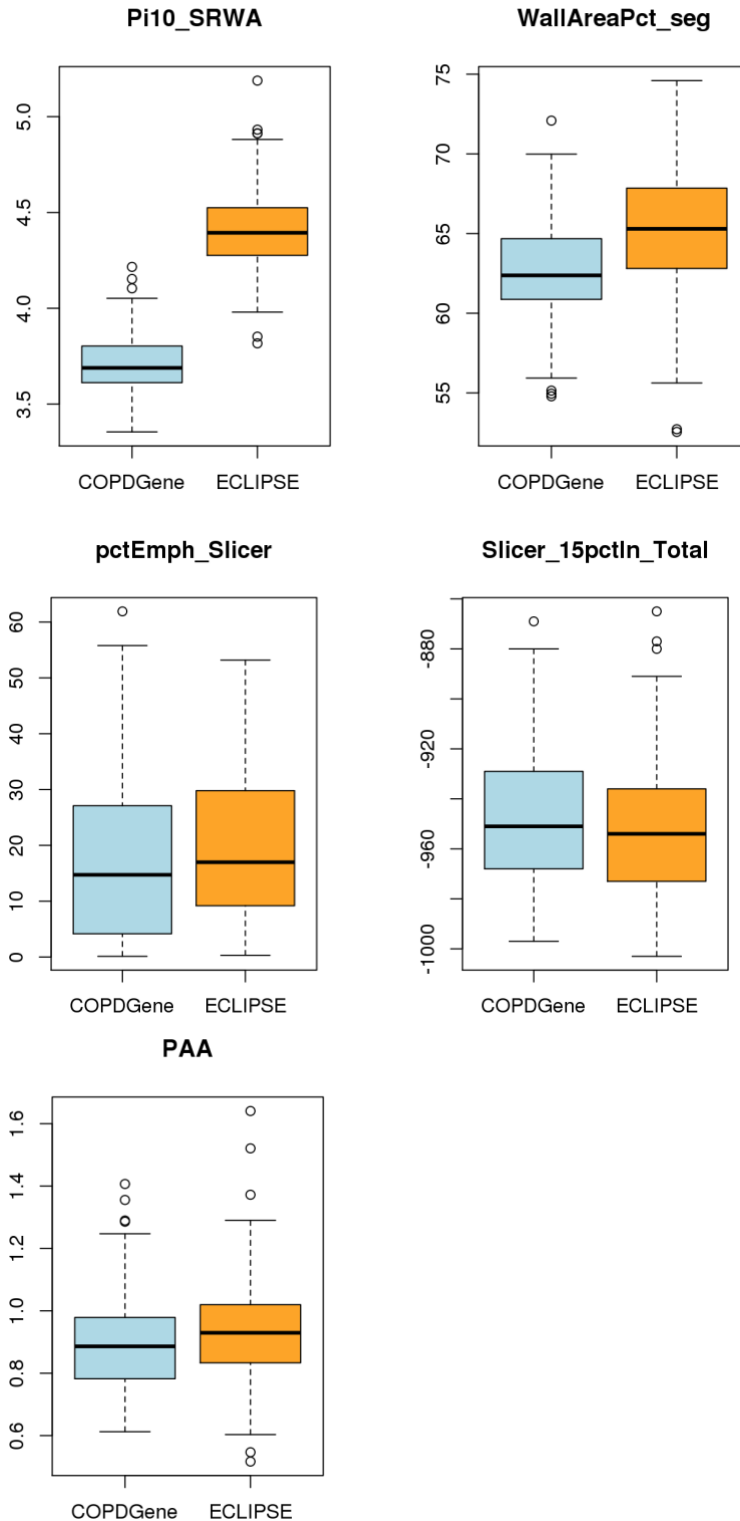 Pi10_SRWA
5.0
4.5
4.0
3.5
COPDGene ECLIPSE
WallAreaPct_seg
75
70
65
60
55
COPDGene ECLIPSE
pctEmph_Slicer
60
50
40
30
20
10
0
COPDGene ECLIPSE
Slicer_15pctIn_Total
-880
-920
-960
-1000
COPDGene ECLIPSE
PAA
1.6
1.4
1.2
1.0
0.8
0.6
COPDGene ECLIPSE